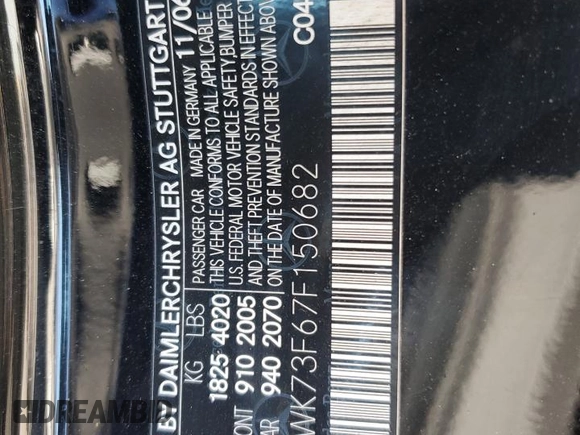 BY DAIMLERCHRYSLER AG STUTTGART
11/06
KG LBS
1825 4020
910 2005
940 2070
PASSENGER CAR MADE IN GERMANY
THIS VEHICLE CONFORMS TO ALL APPLICABLE
U.S. FEDERAL MOTOR VEHICLE SAFETY BUMPER
AND THEFT PREVENTION STANDARDS IN EFFECT
ON THE DATE OF MANUFACTURE SHOWN ABOVE
C04
WK73F67F150682
IDREAMBID